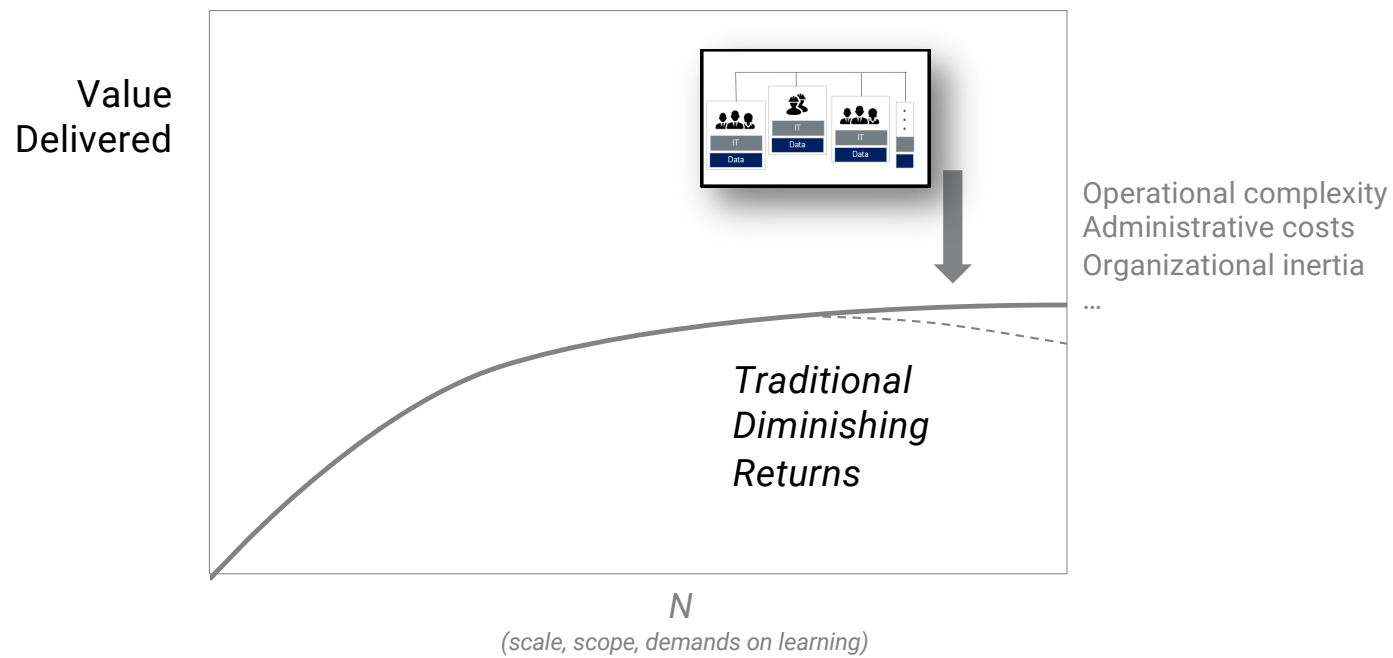 Value
Delivered
IT
Data
IT
Data
IT
Data
Operational complexity
Administrative costs
Organizational inertia
...
Traditional
Diminishing
Returns
N
(scale, scope, demands on learning)